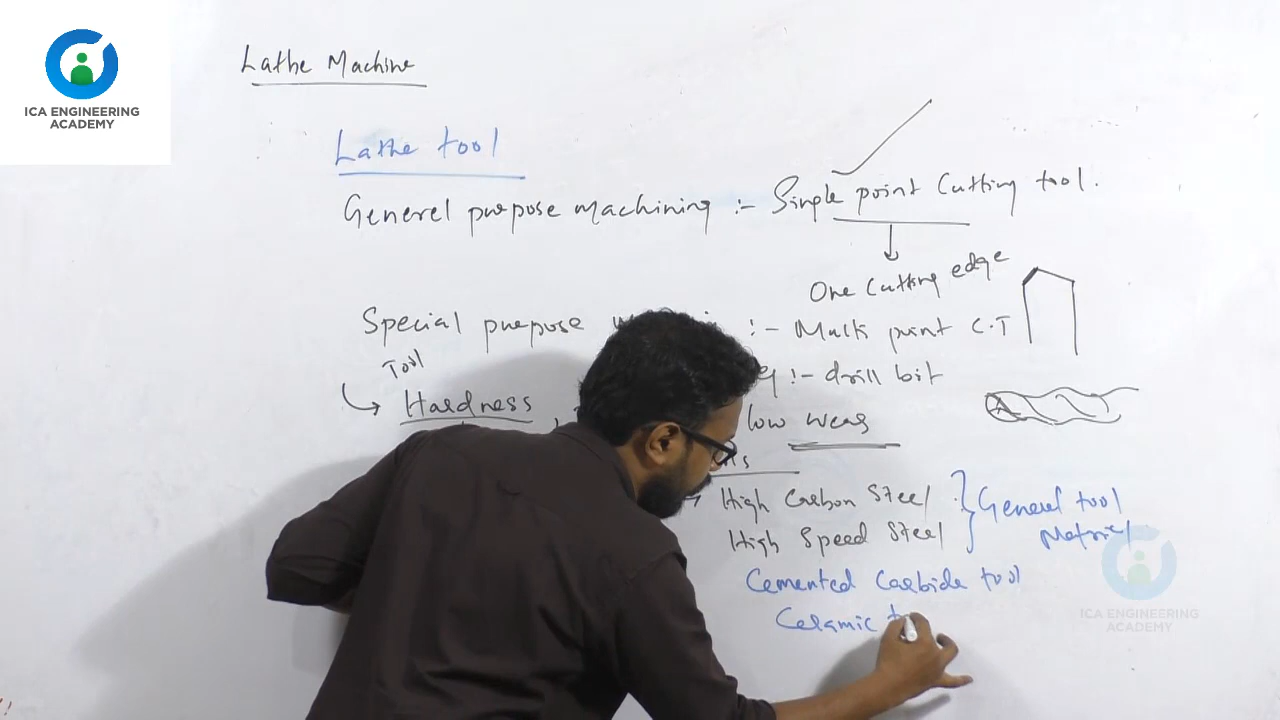 ICA ENGINEERING
ACADEMY
Lathe Machine
Lathe tool
General purpose machining :- Single point Cutting tool.
One Cutting edge
Special purpose :- Multi point C.T
:- drill bit
Tool
Hardness, low wear
High Carbon Steel
High Speed Steel
General tool
Matrial
Cemented Carbide tool
Ceramic
ICA ENGINEERING
ACADEMY